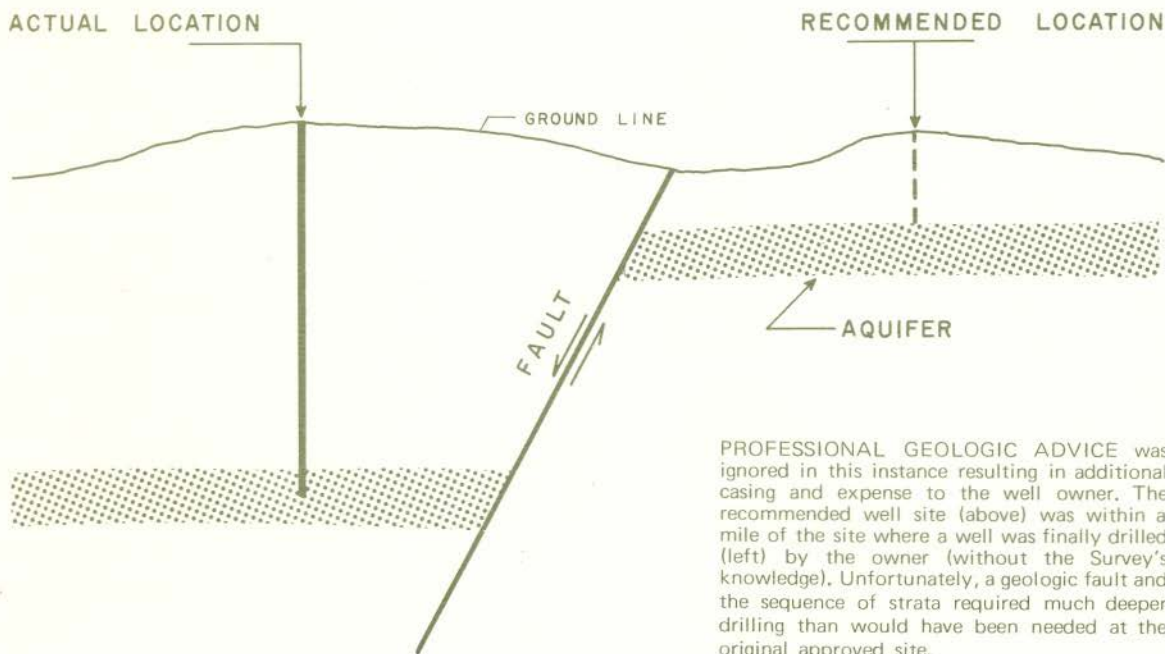 ACTUAL LOCATION
RECOMMENDED LOCATION
GROUND LINE
FAULT
AQUIFER
PROFESSIONAL GEOLOGIC ADVICE was
ignored in this instance resulting in additional
casing and expense to the well owner. The
recommended well site (above) was within a
mile of the site where a well was finally drilled
(left) by the owner (without the Survey's
knowledge). Unfortunately, a geologic fault and
the sequence of strata required much deeper
drilling than would have been needed at the
original approved site.